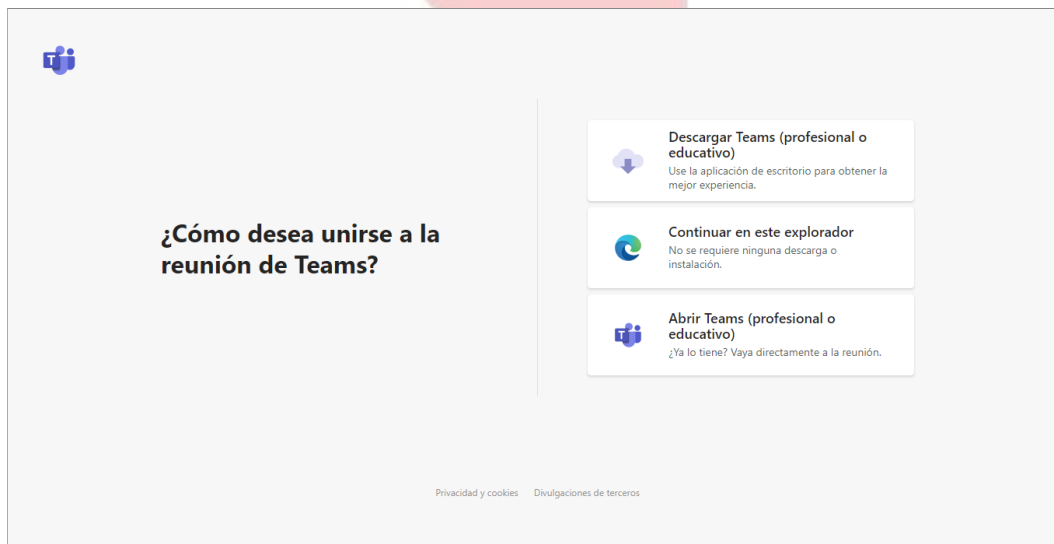 ¿Cómo desea unirse a la
reunión de Teams?
Descargar Teams (profesional o
educativo)
Use la aplicación de escritorio para obtener la
mejor experiencia.
Continuar en este explorador
No se requiere ninguna descarga o
instalación.
Abrir Teams (profesional o
educativo)
¿Ya lo tiene? Vaya directamente a la reunión.
Privacidad y cookies Divulgaciones de terceros